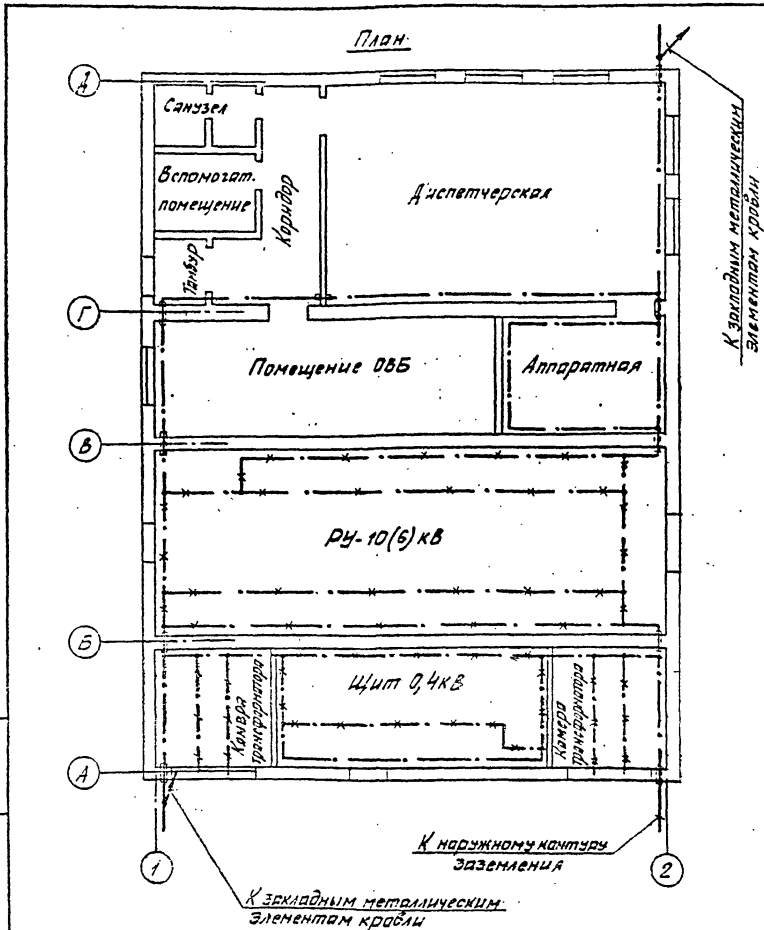 План
Д
Санузел
Вспомогат.
помещение
Коридор
Диспетчерская
Тамбур
К закладным металлическим
элементам кровли
Г
Помещение ОВБ
Аппаратная
В
РУ-10(6) кв
Б
Камера
трансформатора
Щит 0,4кв
Камера
трансформатора
А
К наружному контуру
заземления
1
2
К закладным металлическим
элементам кровли